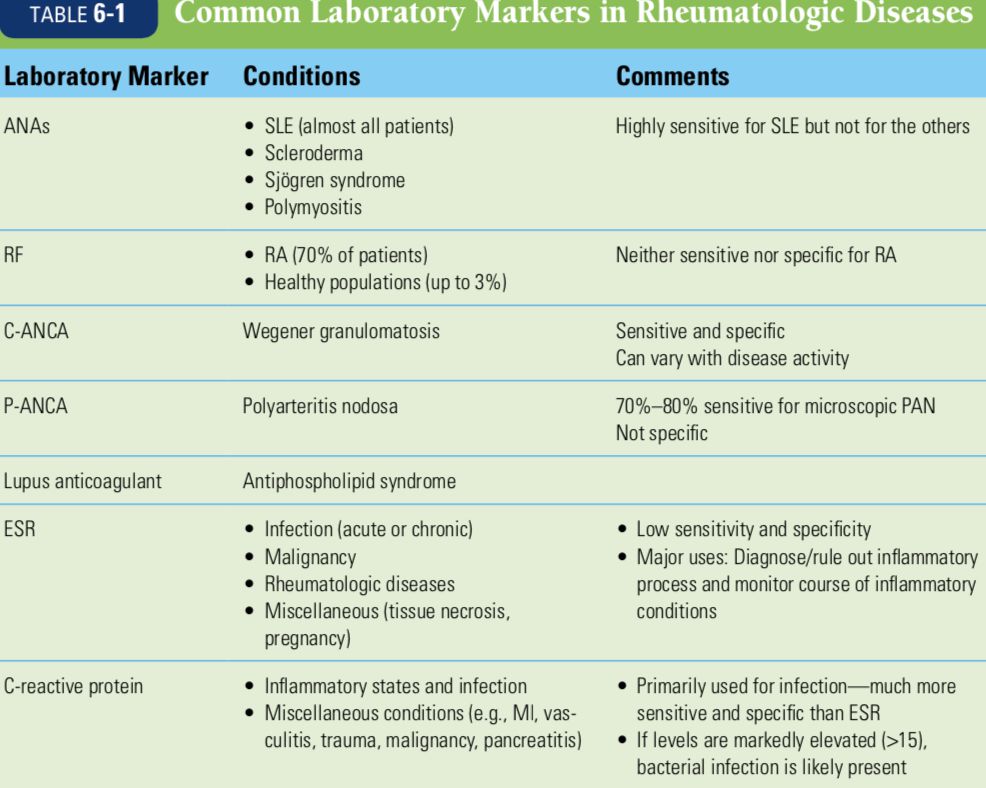 TABLE 6-1 Common Laboratory Markers in Rheumatologic Diseases
Laboratory Marker Conditions Comments
ANAs • SLE (almost all patients) Highly sensitive for SLE but not for the others
• Scleroderma
• Sjögren syndrome
• Polymyositis
RF • RA (70% of patients) Neither sensitive nor specific for RA
• Healthy populations (up to 3%)
C-ANCA Wegener granulomatosis Sensitive and specific
Can vary with disease activity
P-ANCA Polyarteritis nodosa 70%–80% sensitive for microscopic PAN
Not specific
Lupus anticoagulant Antiphospholipid syndrome
ESR • Infection (acute or chronic) • Low sensitivity and specificity
• Malignancy • Major uses: Diagnose/rule out inflammatory
• Rheumatologic diseases process and monitor course of inflammatory
• Miscellaneous (tissue necrosis, conditions
pregnancy)
C-reactive protein • Inflammatory states and infection • Primarily used for infection—much more
• Miscellaneous conditions (e.g., MI, vas- sensitive and specific than ESR
culitis, trauma, malignancy, pancreatitis) • If levels are markedly elevated (>15),
bacterial infection is likely present